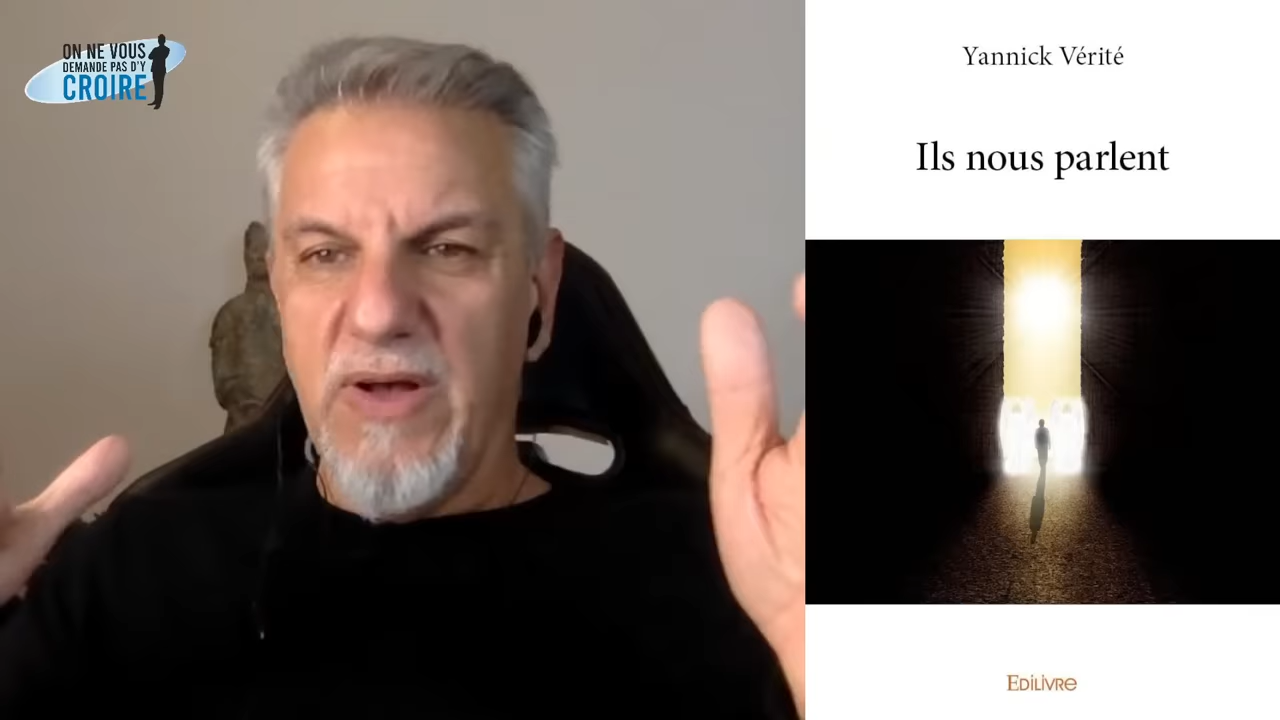 ON NE VOUS
DEMANDE PAS D'Y
CROIRE
Yannick Vérité
Ils nous parlent
EDILIVRE